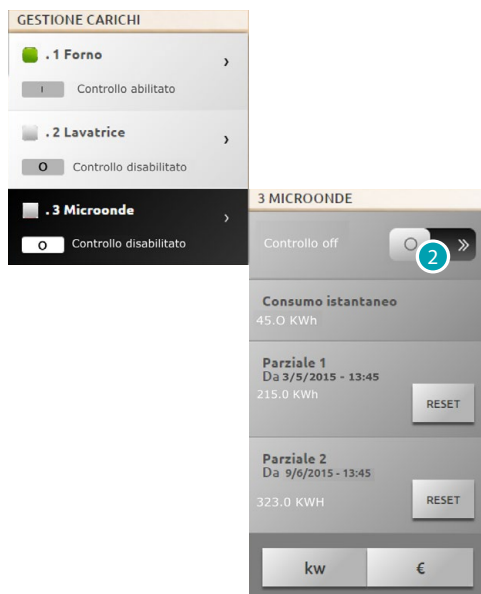 GESTIONE CARICHI
. 1 Forno
I Controllo abilitato
. 2 Lavatrice
O Controllo disabilitato
. 3 Microonde
O Controllo disabilitato
3 MICROONDE
Controllo off
2
Consumo istantaneo
45.O KWh
Parziale 1
Da 3/5/2015 - 13:45
215.0 KWh
RESET
Parziale 2
Da 9/6/2015 - 13:45
323.0 KWH
RESET
kw €